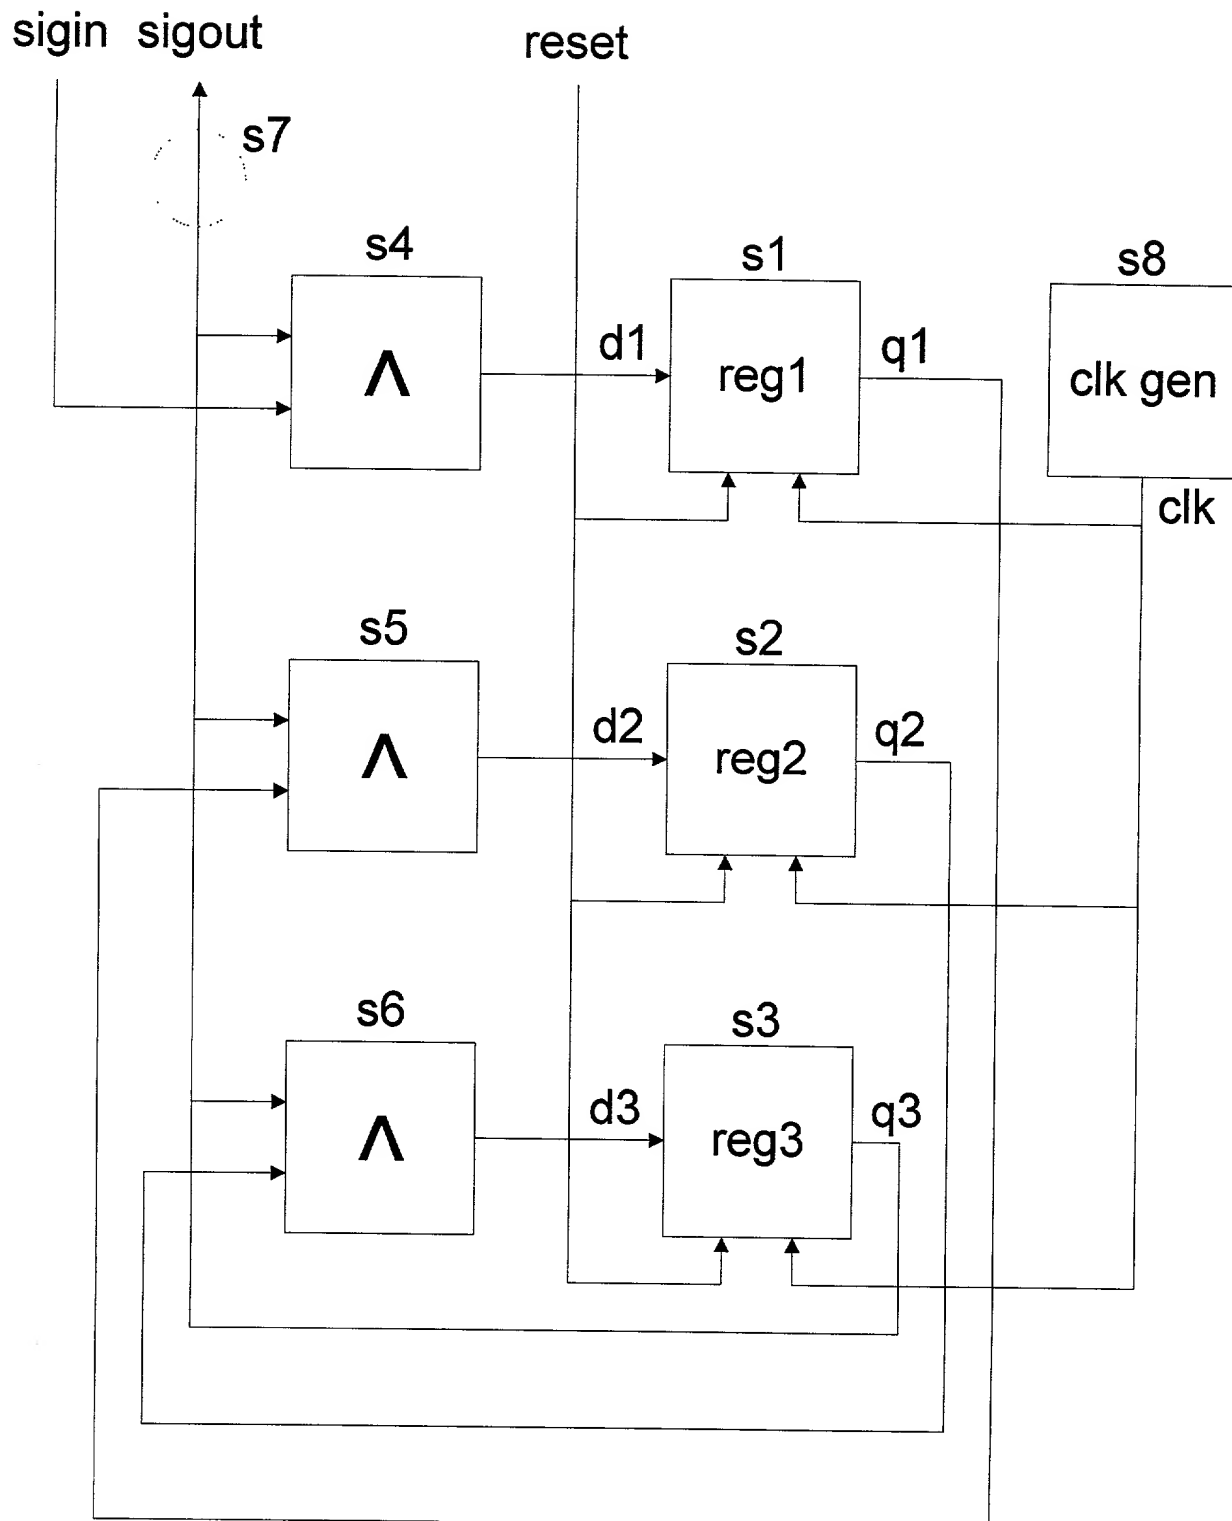 sigin sigout reset
s7
s4 s1 s8
∧ d1 reg1 q1 clk gen
clk
s5 s2
∧ d2 reg2 q2
s6 s3
∧ d3 reg3 q3